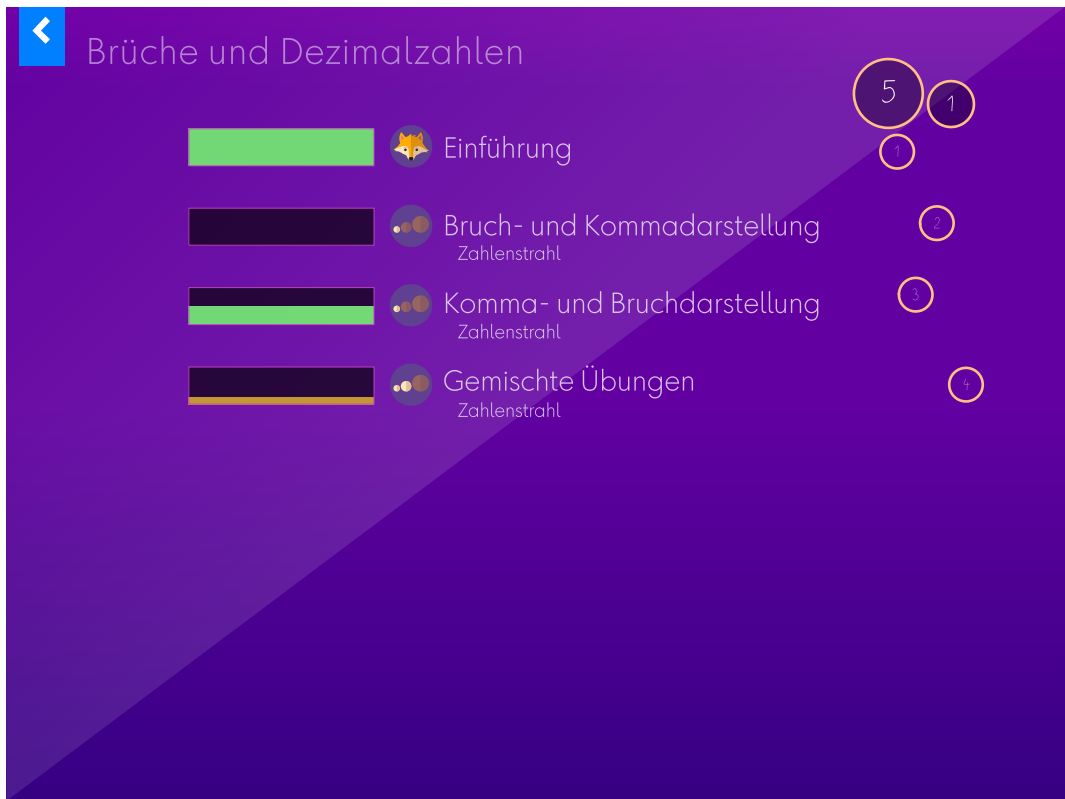 Brüche und Dezimalzahlen
5
1
1
Einführung
Bruch- und Kommadarstellung
Zahlenstrahl
2
Komma- und Bruchdarstellung
Zahlenstrahl
3
Gemischte Übungen
Zahlenstrahl
4